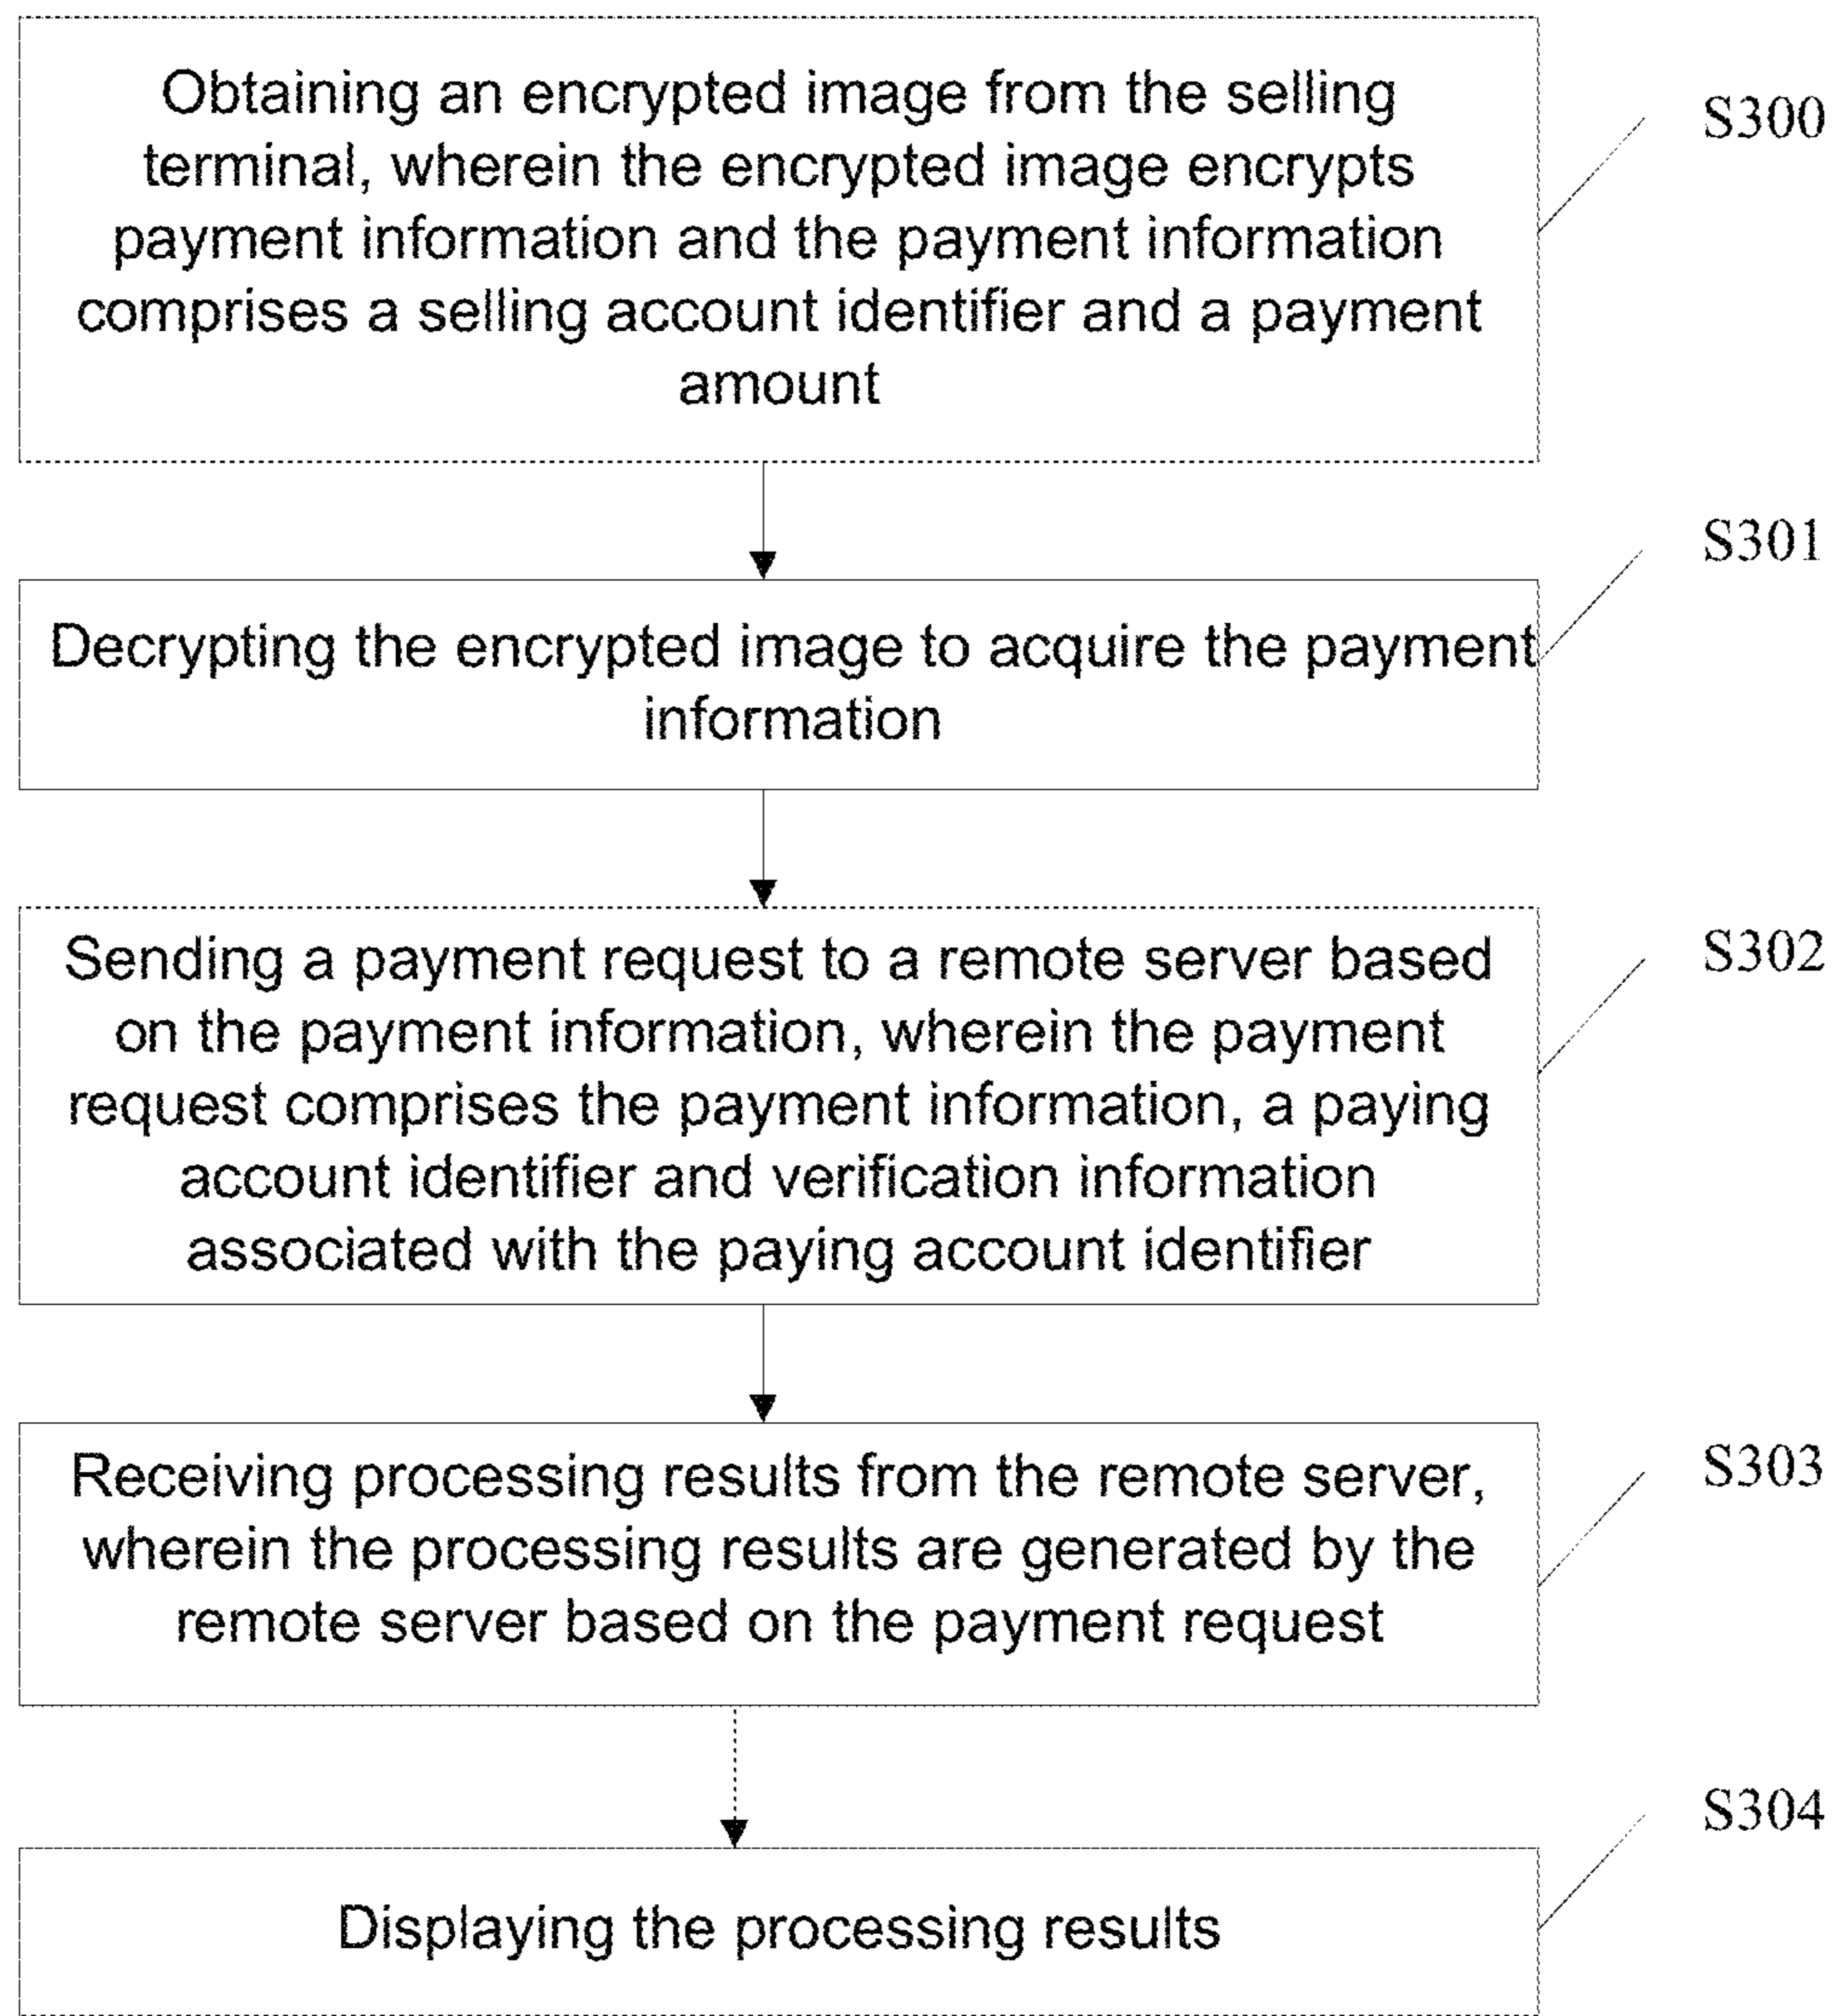 Obtaining an encrypted image from the selling
terminal, wherein the encrypted image encrypts
payment information and the payment information
comprises a selling account identifier and a payment
amount
S300
Decrypting the encrypted image to acquire the payment
information
S301
Sending a payment request to a remote server based
on the payment information, wherein the payment
request comprises the payment information, a paying
account identifier and verification information
associated with the paying account identifier
S302
Receiving processing results from the remote server,
wherein the processing results are generated by the
remote server based on the payment request
S303
Displaying the processing results
S304